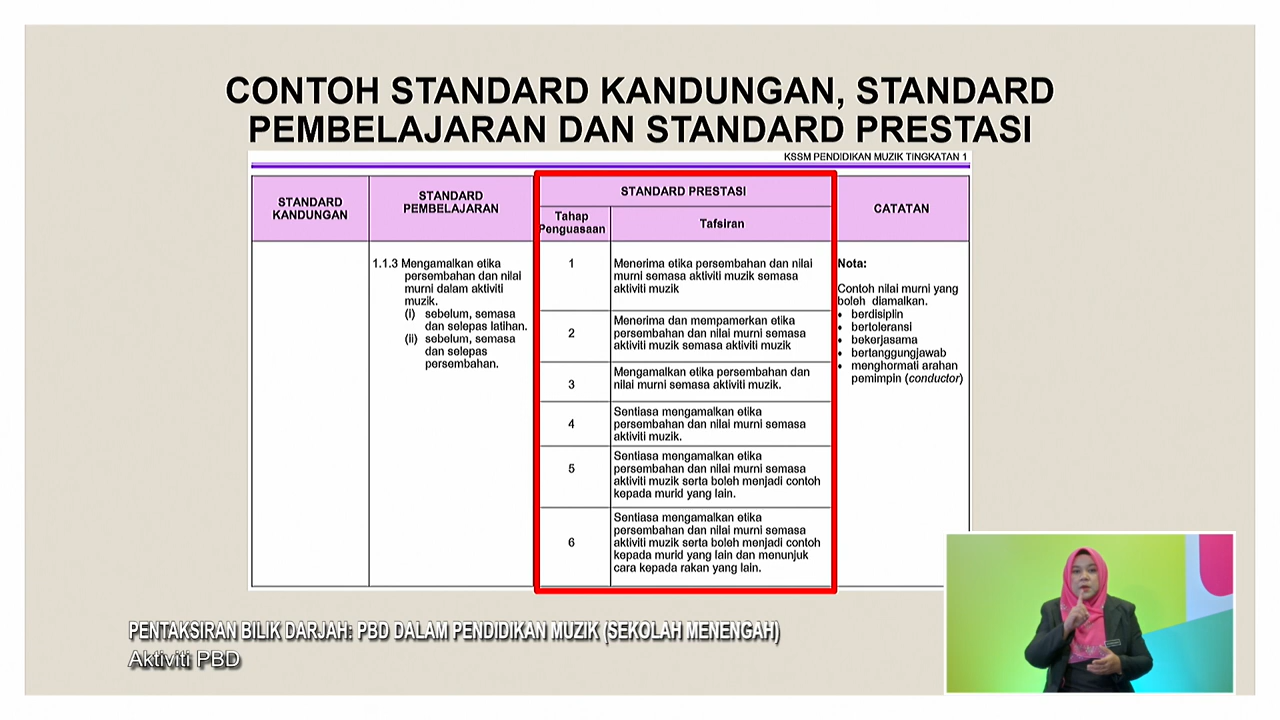 CONTOH STANDARD KANDUNGAN, STANDARD
PEMBELAJARAN DAN STANDARD PRESTASI
KSSM PENDIDIKAN MUZIK TINGKATAN 1
STANDARD
KANDUNGAN
STANDARD
PEMBELAJARAN
STANDARD PRESTASI
Tahap
Penguasaan
Tafsiran
CATATAN
1.1.3 Mengamalkan etika
persembahan dan nilai
murni dalam aktiviti
muzik.
(i) sebelum, semasa
dan selepas latihan.
(ii) sebelum, semasa
dan selepas
persembahan.
1
Menerima etika persembahan dan nilai
murni semasa aktiviti muzik semasa
aktiviti muzik
2
Menerima dan mempamerkan etika
persembahan dan nilai murni semasa
aktiviti muzik semasa aktiviti muzik
3
Mengamalkan etika persembahan dan
nilai murni semasa aktiviti muzik.
4
Sentiasa mengamalkan etika
persembahan dan nilai murni semasa
aktiviti muzik.
5
Sentiasa mengamalkan etika
persembahan dan nilai murni semasa
aktiviti muzik serta boleh menjadi contoh
kepada murid yang lain.
6
Sentiasa mengamalkan etika
persembahan dan nilai murni semasa
aktiviti muzik serta boleh menjadi contoh
kepada murid yang lain dan menunjuk
cara kepada rakan yang lain.
Nota:
Contoh nilai murni yang
boleh diamalkan.
• berdisiplin
• bertoleransi
• bekerjasama
• bertanggungjawab
• menghormati arahan
pemimpin (conductor)
PENTAKSIRAN BILIK DARJAH: PBD DALAM PENDIDIKAN MUZIK (SEKOLAH MENENGAH)
Aktiviti PBD